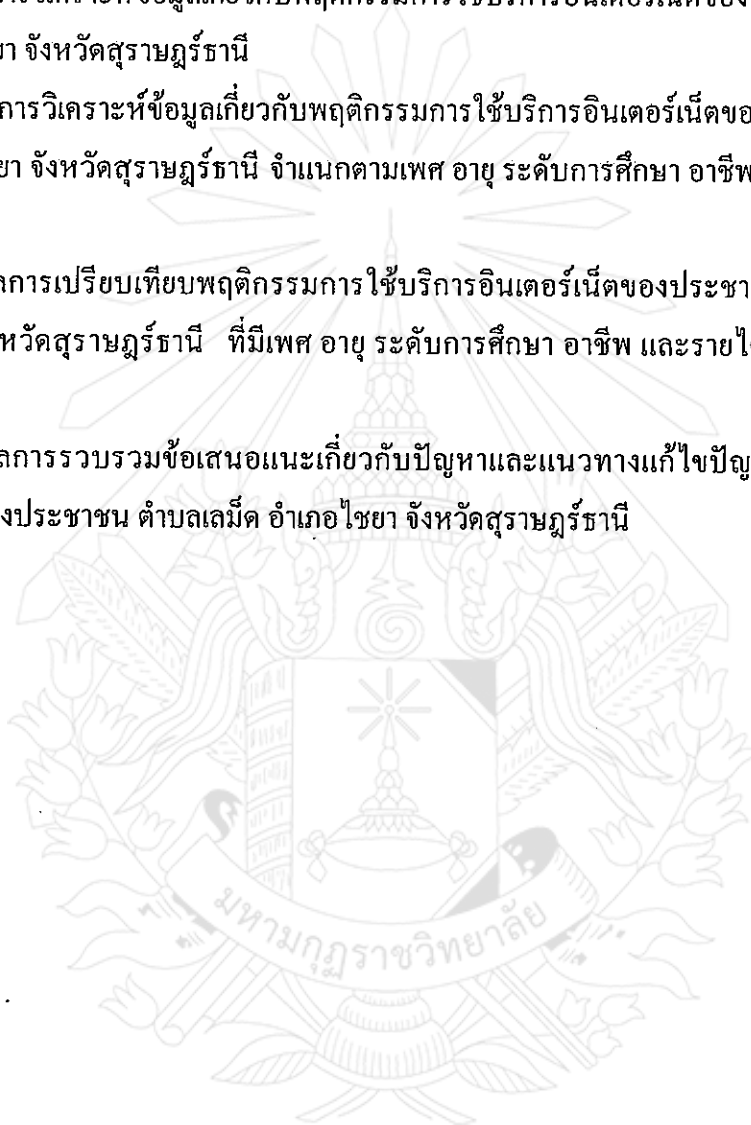 ยา จังหวัดสุราษฎร์ธานี
การวิเคราะห์ข้อมูลเกี่ยวกับพฤติกรรมการใช้บริการอินเตอร์เน็ตขอ
ยา จังหวัดสุราษฎร์ธานี จำแนกตามเพศ อายุ ระดับการศึกษา อาชีพ
ลการเปรียบเทียบพฤติกรรมการใช้บริการอินเตอร์เน็ตของประชา
หวัดสุราษฎร์ธานี ที่มีเพศ อายุ ระดับการศึกษา อาชีพ และรายไ
ลการรวบรวมข้อเสนอแนะเกี่ยวกับปัญหาและแนวทางแก้ไขปัญ
งประชาชน ตำบลเลม็ด อำเภอไชยา จังหวัดสุราษฎร์ธานี
มหามกุฏราชวิทยาลัย